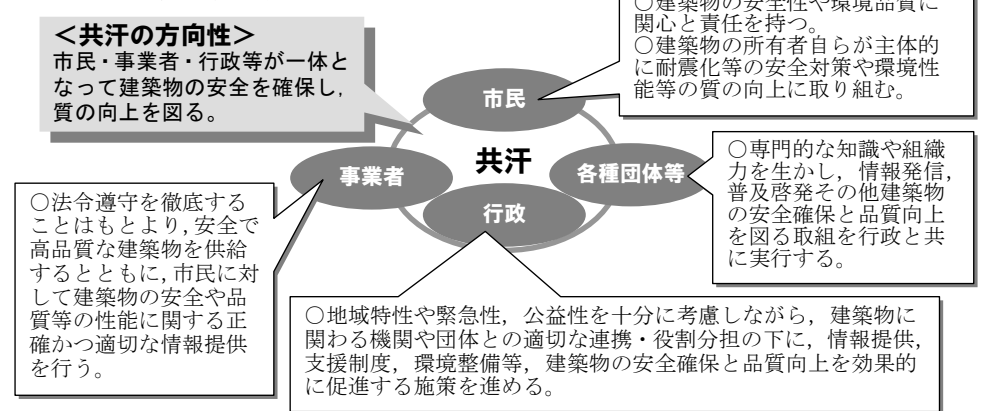 ＜共汗の方向性＞
市民・事業者・行政等が一体と
なって建築物の安全を確保し，
質の向上を図る。
○建築物の安全性や環境品質に
関心と責任を持つ。
○建築物の所有者自らが主体的
に耐震化等の安全対策や環境性
能等の質の向上に取り組む。
市民
共汗
事業者
各種団体等
行政
○専門的な知識や組織
力を生かし，情報発信，
普及啓発その他建築物
の安全確保と品質向上
を図る取組を行政と共
に実行する。
○法令遵守を徹底する
ことはもとより，安全で
高品質な建築物を供給
するとともに，市民に対
して建築物の安全や品
質等の性能に関する正
確かつ適切な情報提供
を行う。
○地域特性や緊急性，公益性を十分に考慮しながら，建築物に
関わる機関や団体との適切な連携・役割分担の下に，情報提供，
支援制度，環境整備等，建築物の安全確保と品質向上を効果的
に促進する施策を進める。